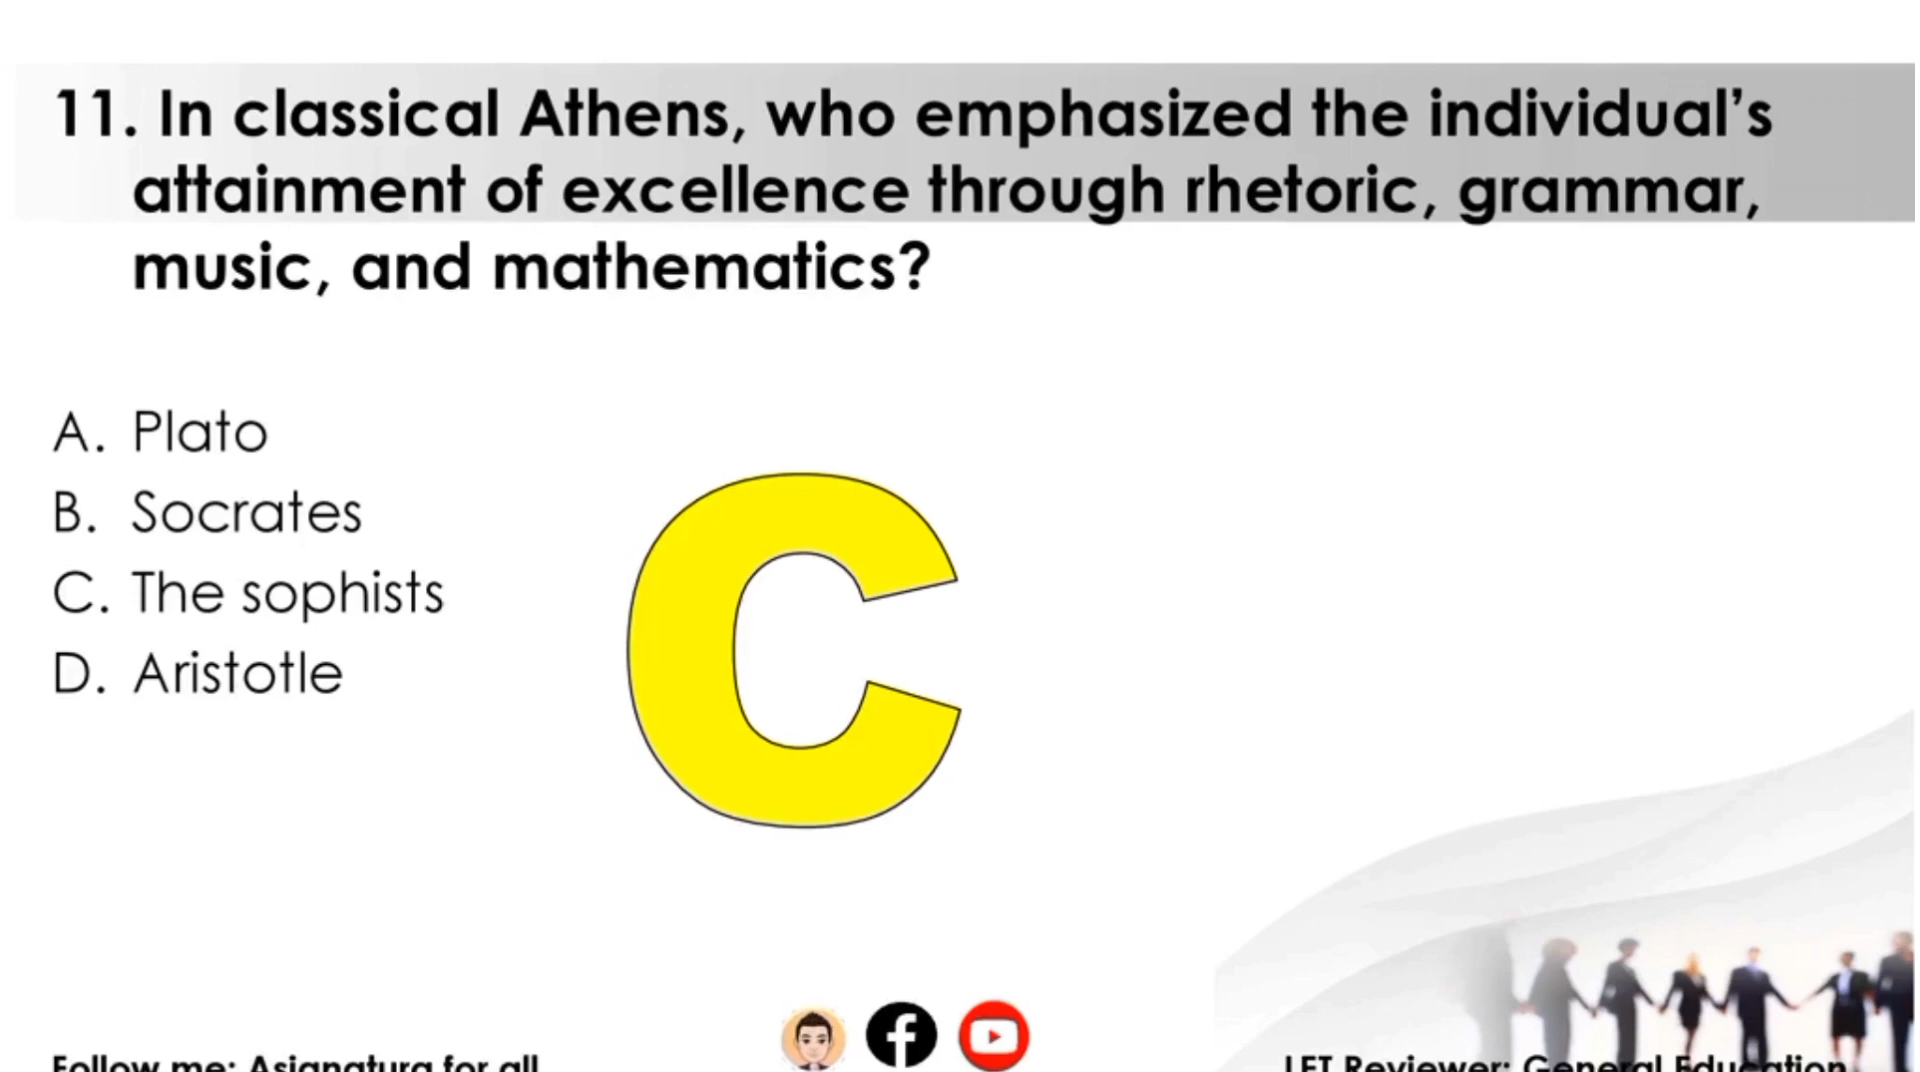 11. In classical Athens, who emphasized the individual’s
attainment of excellence through rhetoric, grammar,
music, and mathematics?
A. Plato
B. Socrates
C. The sophists
D. Aristotle
C
Follow me: Asignatura for all
LET Reviewer: General Education